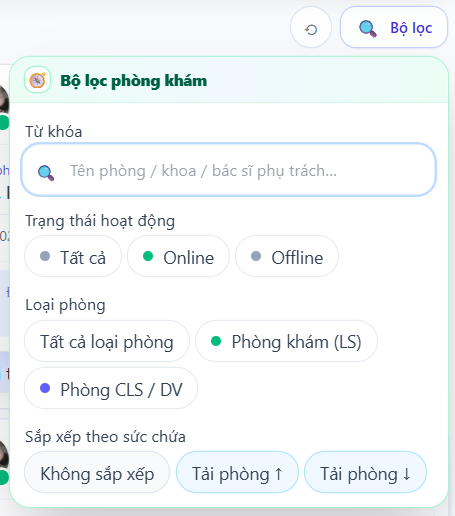 Bộ lọc
Bộ lọc phòng khám
Từ khóa
Tên phòng / khoa / bác sĩ phụ trách...
Trạng thái hoạt động
Tất cả Online Offline
Loại phòng
Tất cả loại phòng Phòng khám (LS)
Phòng CLS / DV
Sắp xếp theo sức chứa
Không sắp xếp Tải phòng ↑ Tải phòng ↓